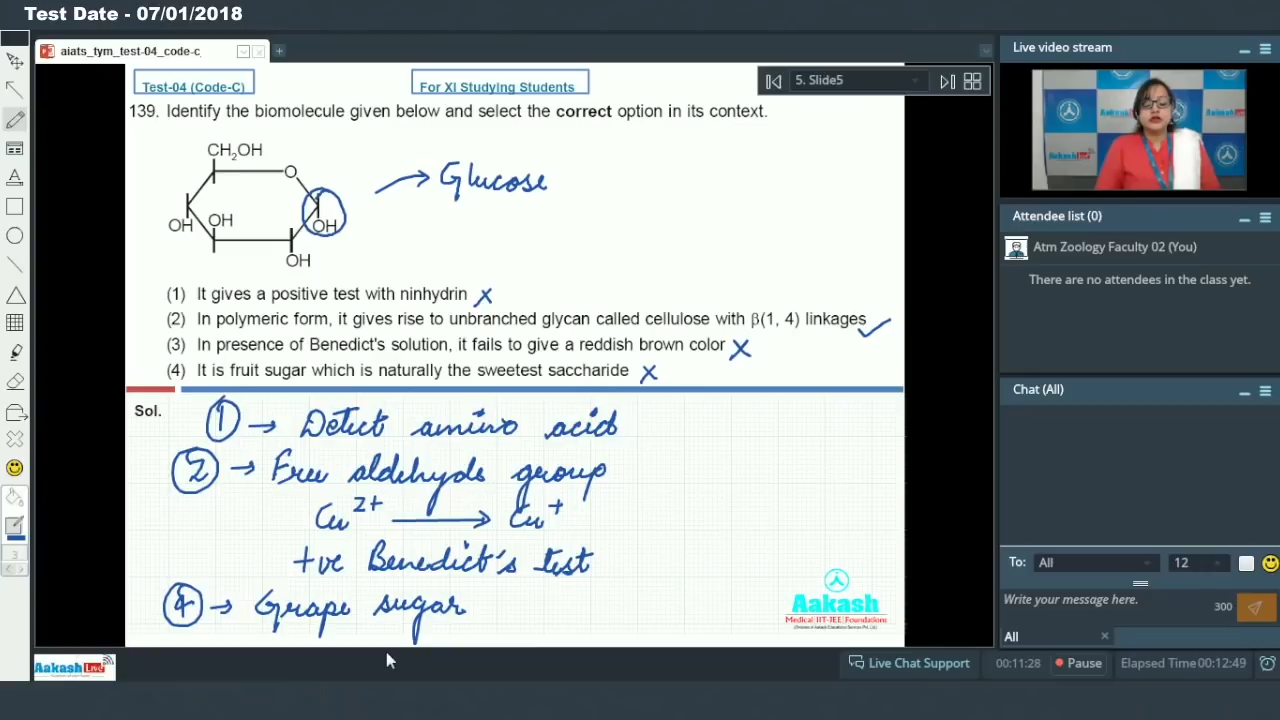 Test Date - 07/01/2018
aiats_tym_test-04_code-c
Test-04 (Code-C)
For XI Studying Students
5. Slide5
139. Identify the biomolecule given below and select the correct option in its context.
CH2OH
O
OH
OH
OH
OH
Glucose
(1) It gives a positive test with ninhydrin
(2) In polymeric form, it gives rise to unbranched glycan called cellulose with β(1, 4) linkages
(3) In presence of Benedict's solution, it fails to give a reddish brown color
(4) It is fruit sugar which is naturally the sweetest saccharide
Sol.
1 → Detect amino acid
2 → Free aldehyde group
Cu2+ → Cu+
+ve Benedict's test
4 → Grape sugar
Aakash
Medical|IIT-JEE|Foundations
Aakash Live
Live video stream
Attendee list (0)
Atm Zoology Faculty 02 (You)
There are no attendees in the class yet.
Chat (All)
To: All 12
Write your message here.
300
All
Live Chat Support
00:11:28
Pause
Elapsed Time 00:12:49
3